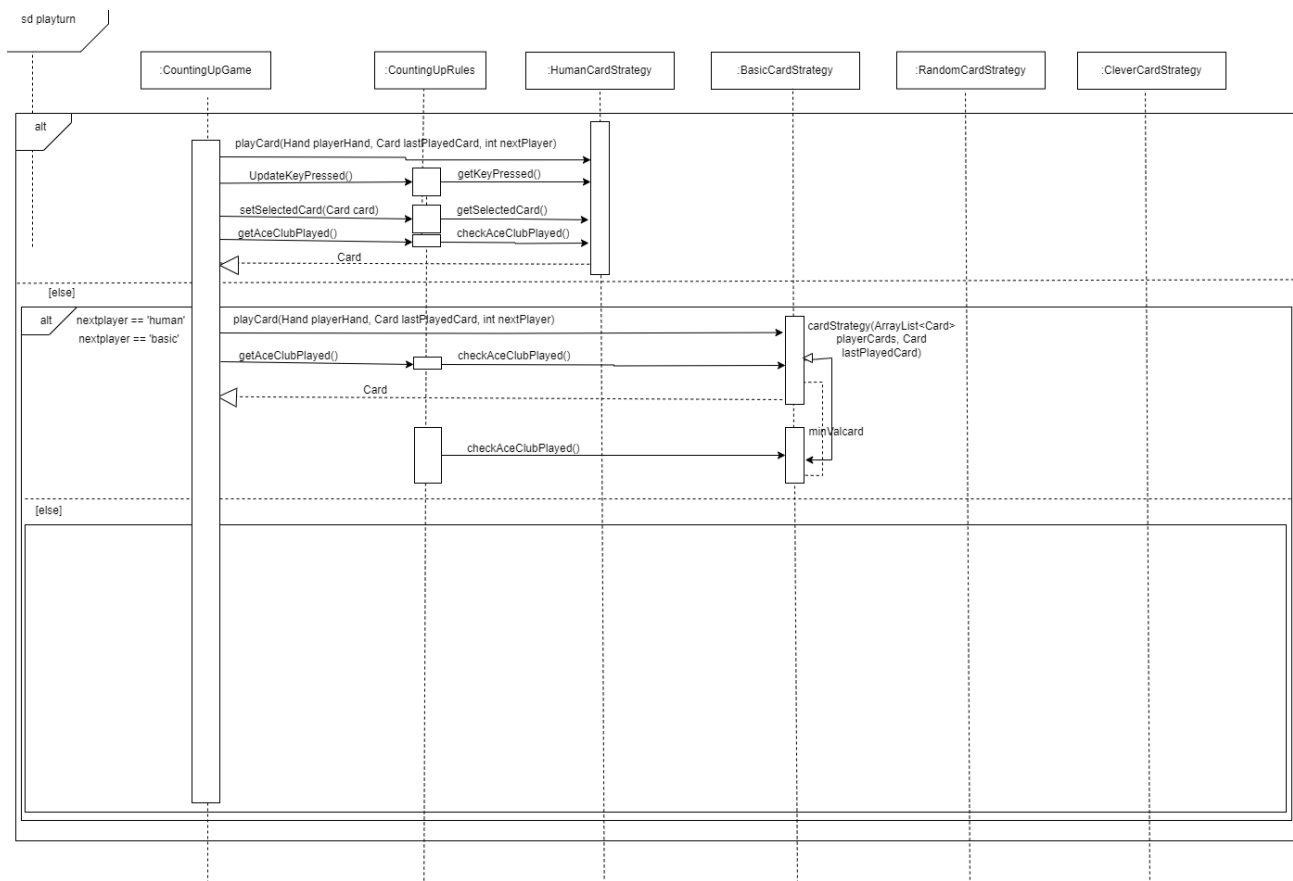 sd playturn
:CountingUpGame
:CountingUpRules
:HumanCardStrategy
:BasicCardStrategy
:RandomCardStrategy
:CleverCardStrategy
alt
playCard(Hand playerHand, Card lastPlayedCard, int nextPlayer)
UpdateKeyPressed()
getKeyPressed()
setSelectedCard(Card card)
getSelectedCard()
getAceClubPlayed()
checkAceClubPlayed()
Card
[else]
alt
nextplayer == 'human'
nextplayer == 'basic'
playCard(Hand playerHand, Card lastPlayedCard, int nextPlayer)
cardStrategy(ArrayList<Card>
playerCards, Card
lastPlayedCard)
getAceClubPlayed()
checkAceClubPlayed()
Card
minValcard
checkAceClubPlayed()
[else]